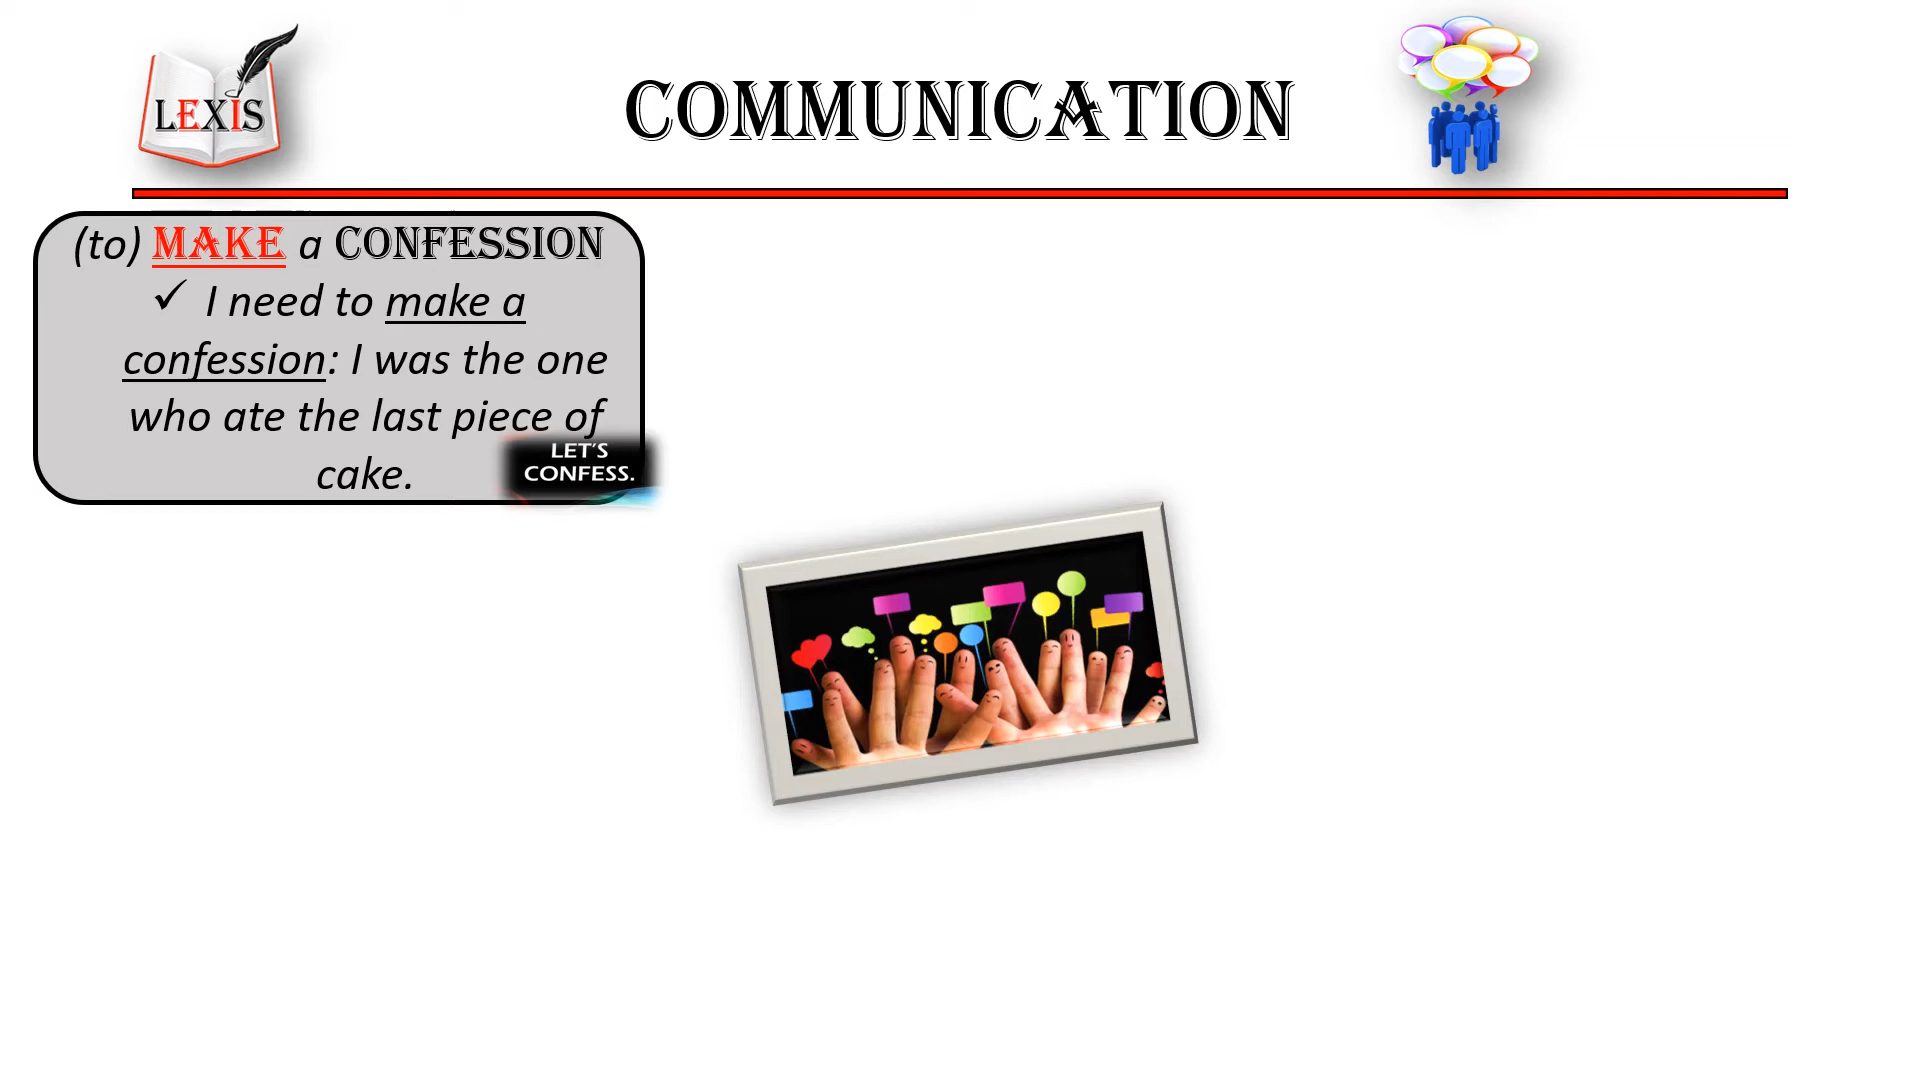 LEXIS
COMMUNICATION
(to) MAKE a CONFESSION
✓ I need to make a
confession: I was the one
who ate the last piece of
cake.
LET'S
CONFESS.